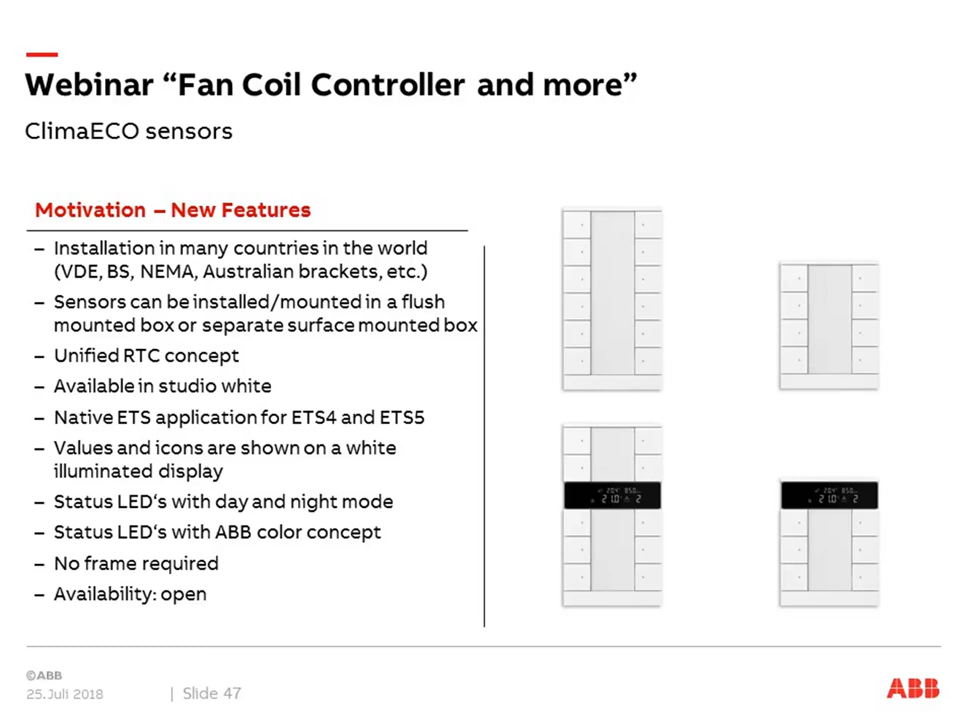 Webinar “Fan Coil Controller and more”
ClimaECO sensors
Motivation – New Features
– Installation in many countries in the world
(VDE, BS, NEMA, Australian brackets, etc.)
– Sensors can be installed/mounted in a flush
mounted box or separate surface mounted box
– Unified RTC concept
– Available in studio white
– Native ETS application for ETS4 and ETS5
– Values and icons are shown on a white
illuminated display
– Status LED‘s with day and night mode
– Status LED‘s with ABB color concept
– No frame required
– Availability: open
©ABB
25.Juli 2018
| Slide 47
ABB